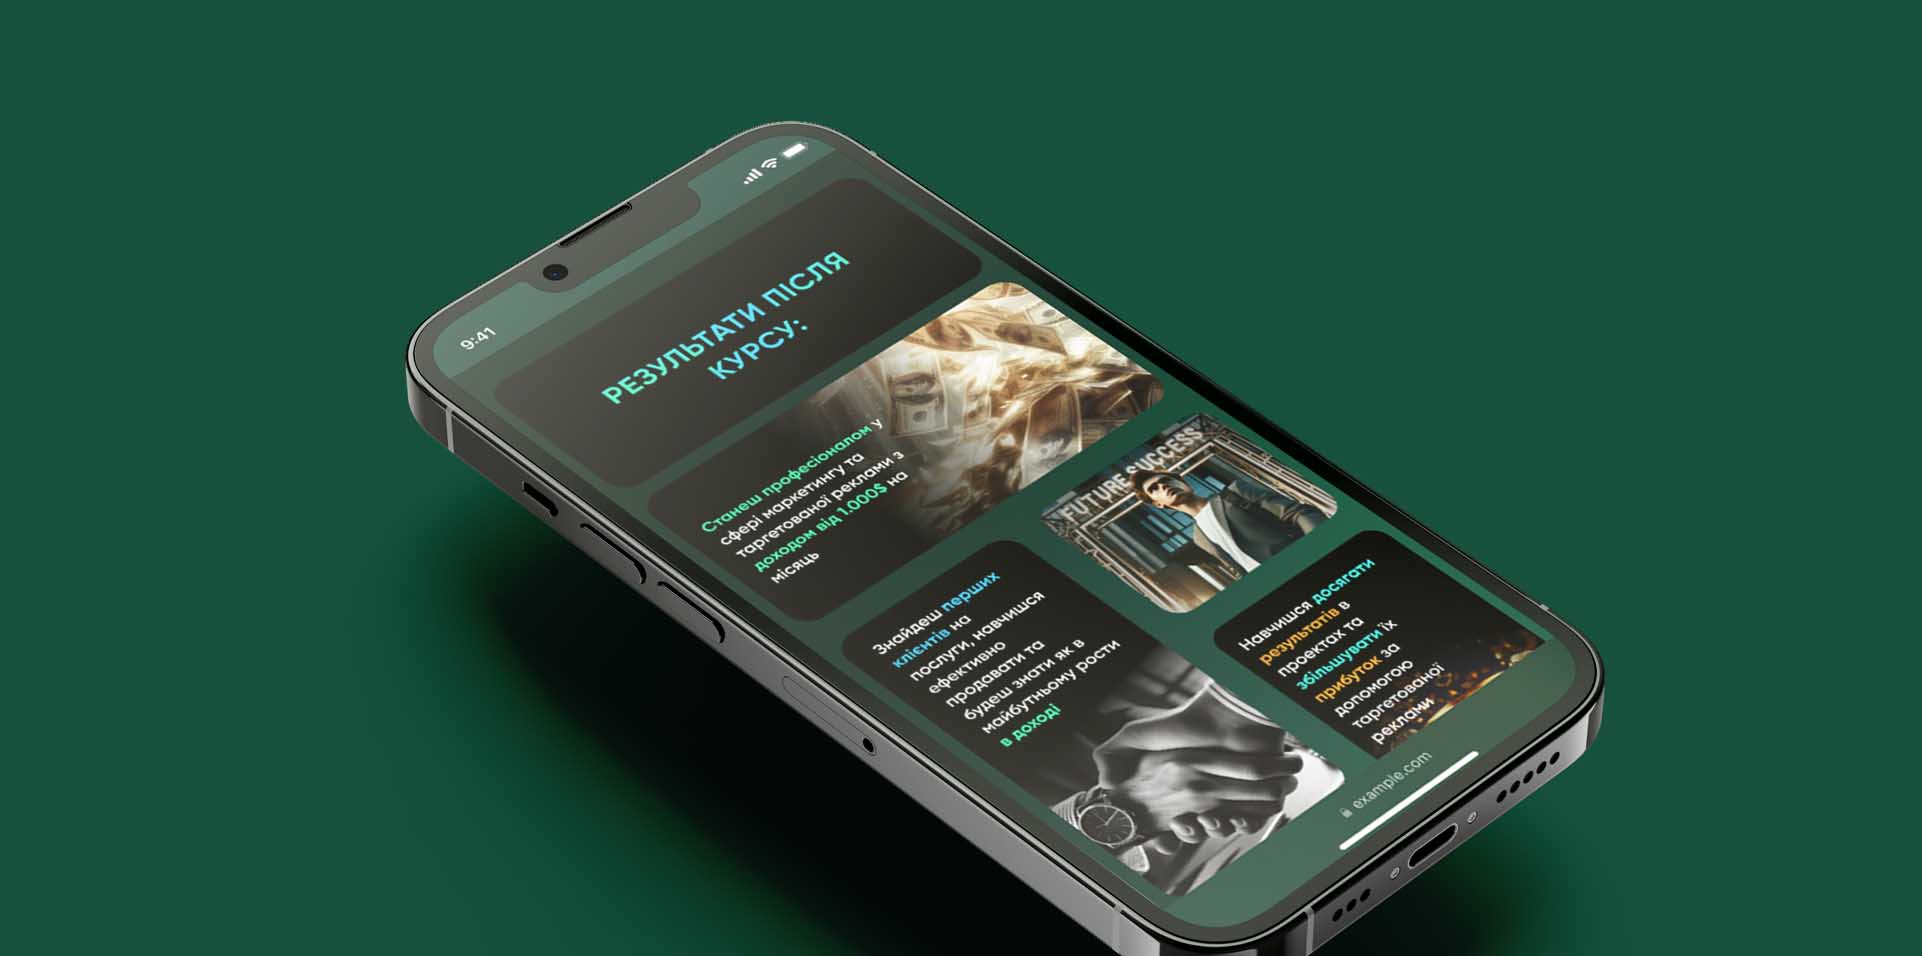 9:41
РЕЗУЛЬТАТИ ПІСЛЯ
КУРСУ:
Станеш професіоналом у
сфері маркетингу та
таргетованої реклами з
доходом від 1.000$ на
місяць
FUTURE SUCCESS
Знайдеш перших
клієнтів на
послуги, навчишся
ефективно
продавати та
будеш знати як в
майбутньому рости
в доході
Навчишся досягати
результатів в
проектах та
збільшувати їх
прибуток за
допомогою
таргетованої
реклами
example.com